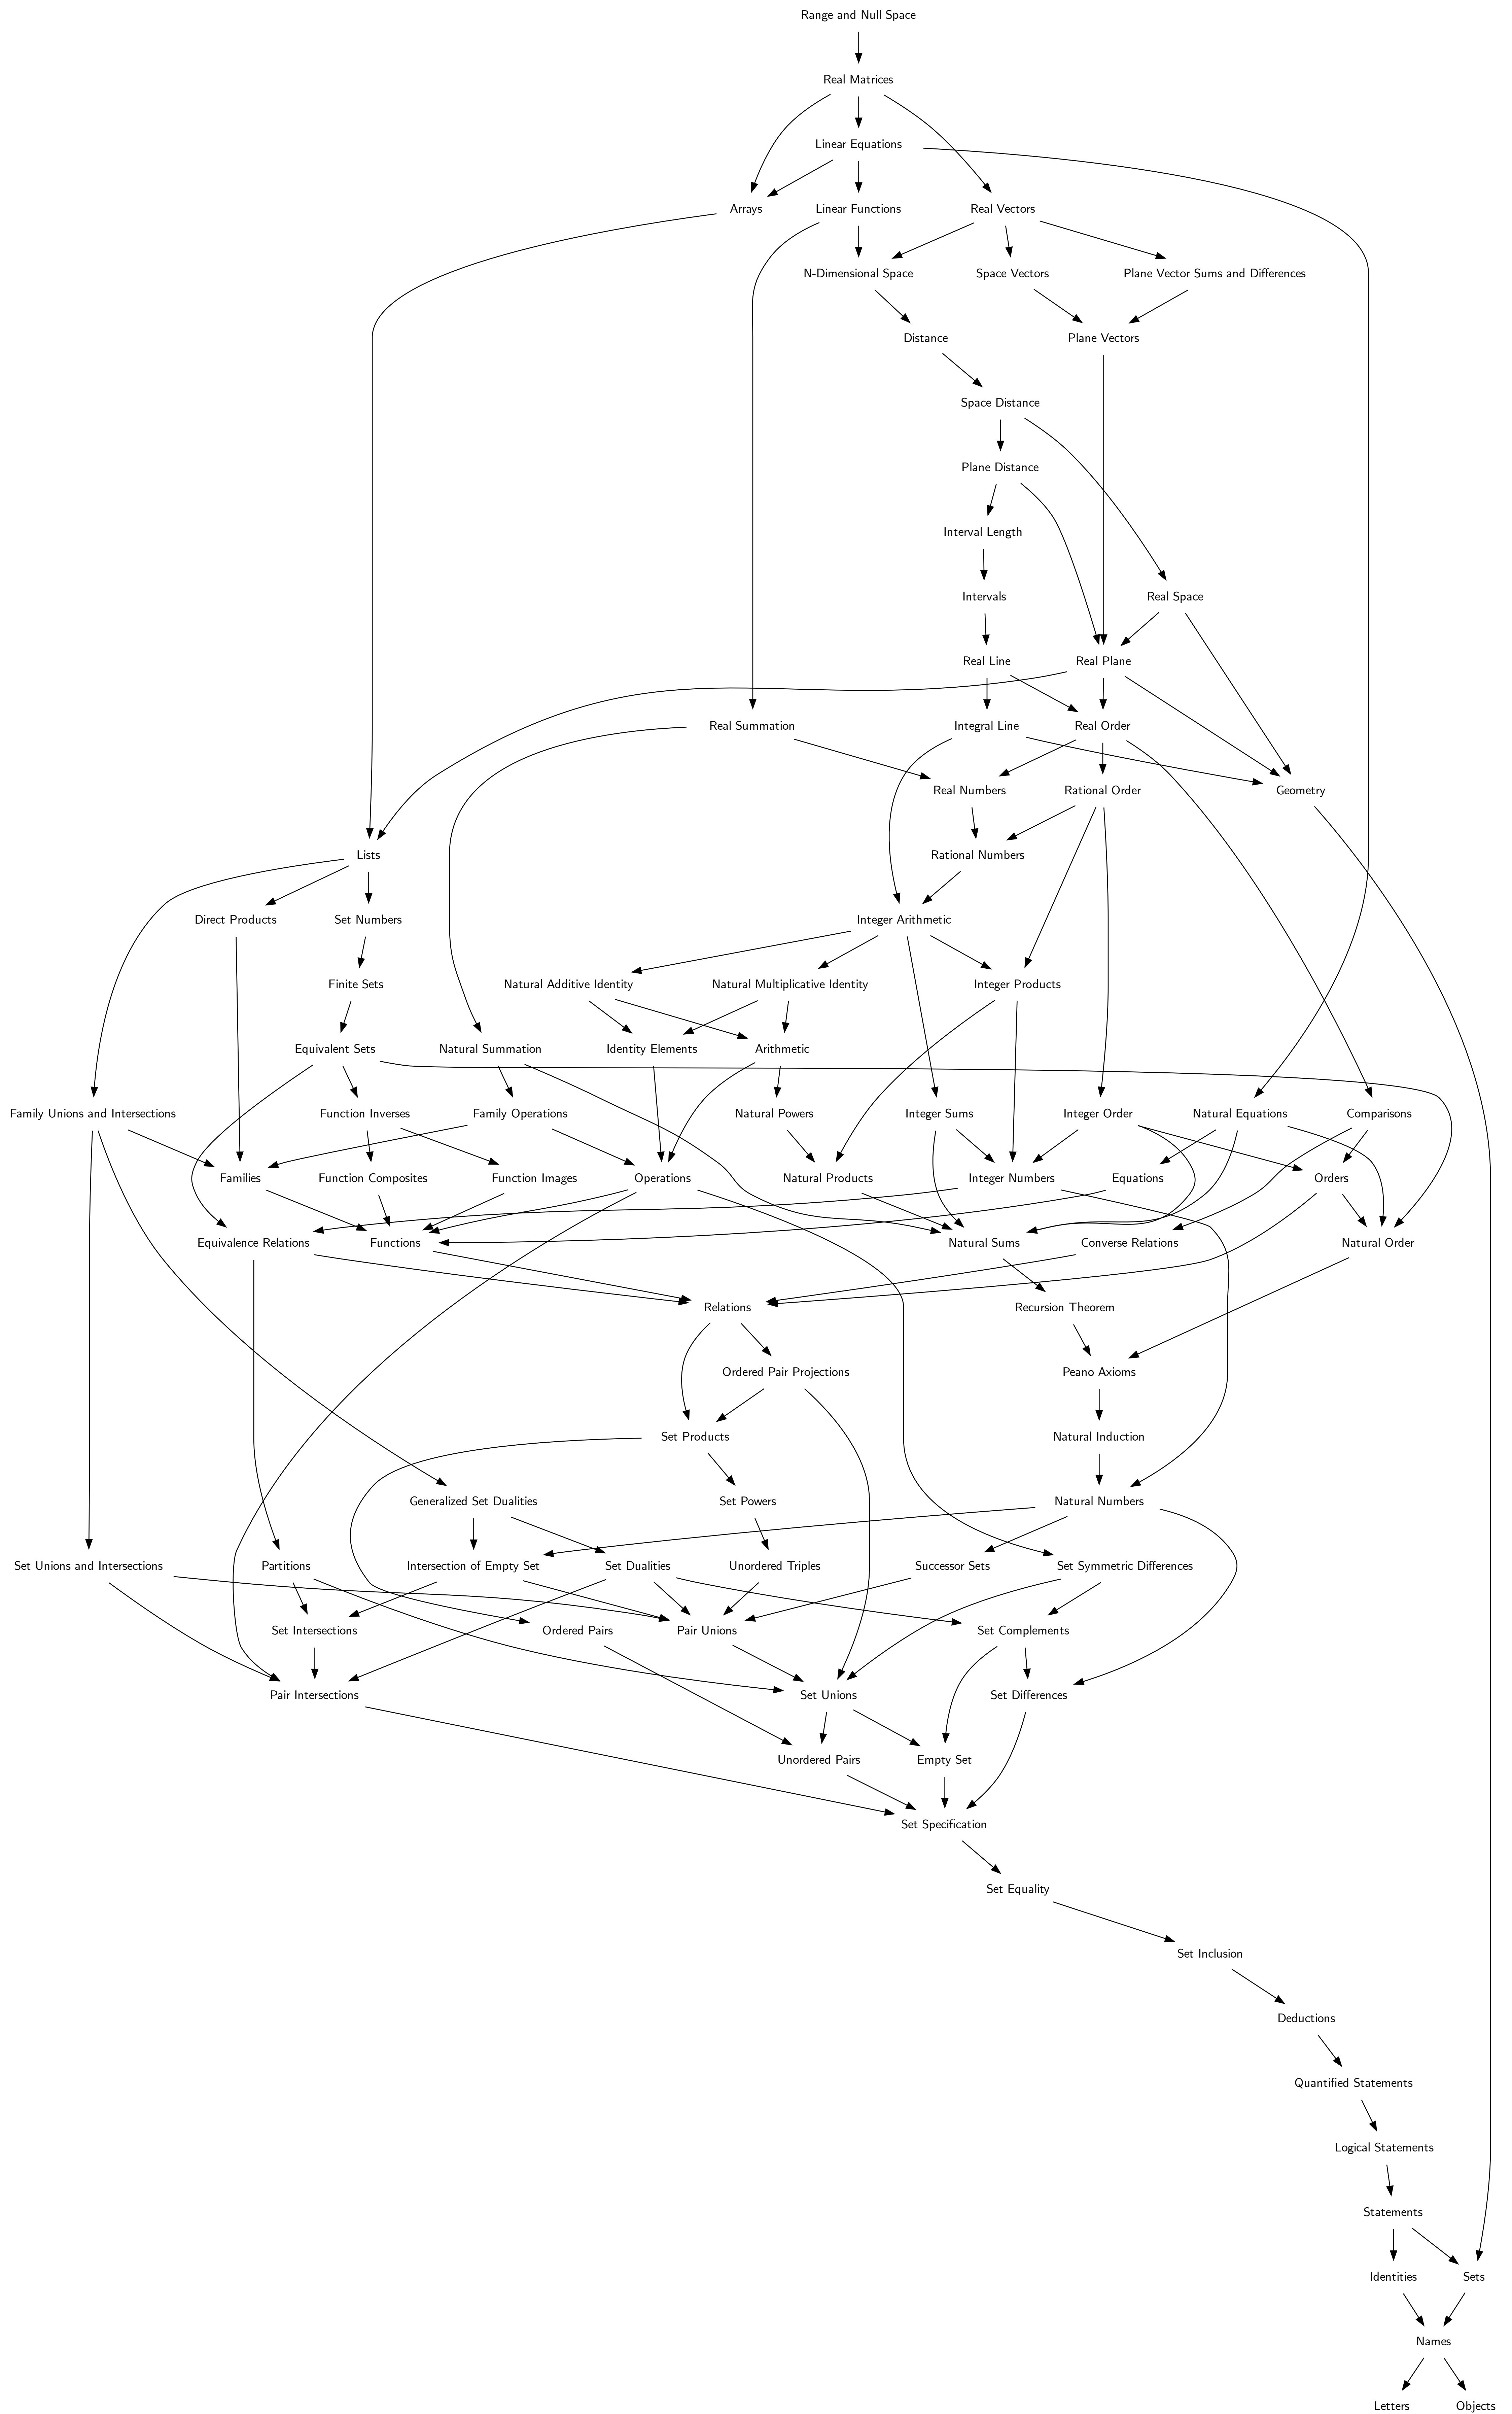 Range and Null Space
Real Matrices
Linear Equations
Arrays
Linear Functions
Real Vectors
N-Dimensional Space
Space Vectors
Plane Vector Sums and Differences
Distance
Plane Vectors
Space Distance
Plane Distance
Interval Length
Intervals
Real Space
Real Line
Real Plane
Real Summation
Integral Line
Real Order
Real Numbers
Rational Order
Geometry
Lists
Rational Numbers
Direct Products
Set Numbers
Integer Arithmetic
Finite Sets
Natural Additive Identity
Natural Multiplicative Identity
Integer Products
Equivalent Sets
Natural Summation
Identity Elements
Arithmetic
Family Unions and Intersections
Function Inverses
Family Operations
Natural Powers
Integer Sums
Integer Order
Natural Equations
Comparisons
Families
Function Composites
Function Images
Operations
Natural Products
Integer Numbers
Equations
Orders
Equivalence Relations
Functions
Natural Sums
Converse Relations
Natural Order
Relations
Recursion Theorem
Ordered Pair Projections
Peano Axioms
Set Products
Natural Induction
Generalized Set Dualities
Set Powers
Natural Numbers
Set Unions and Intersections
Partitions
Intersection of Empty Set
Set Dualities
Unordered Triples
Successor Sets
Set Symmetric Differences
Set Intersections
Ordered Pairs
Pair Unions
Set Complements
Pair Intersections
Set Unions
Set Differences
Unordered Pairs
Empty Set
Set Specification
Set Equality
Set Inclusion
Deductions
Quantified Statements
Logical Statements
Statements
Identities
Sets
Names
Letters
Objects